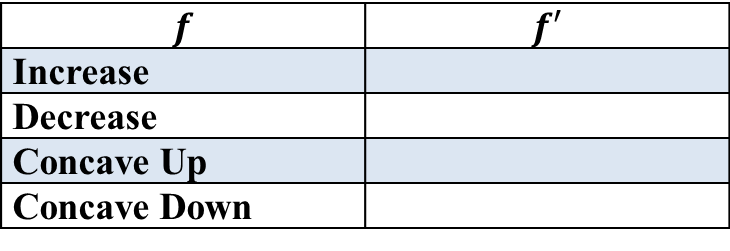 f f′
Increase
Decrease
Concave Up
Concave Down